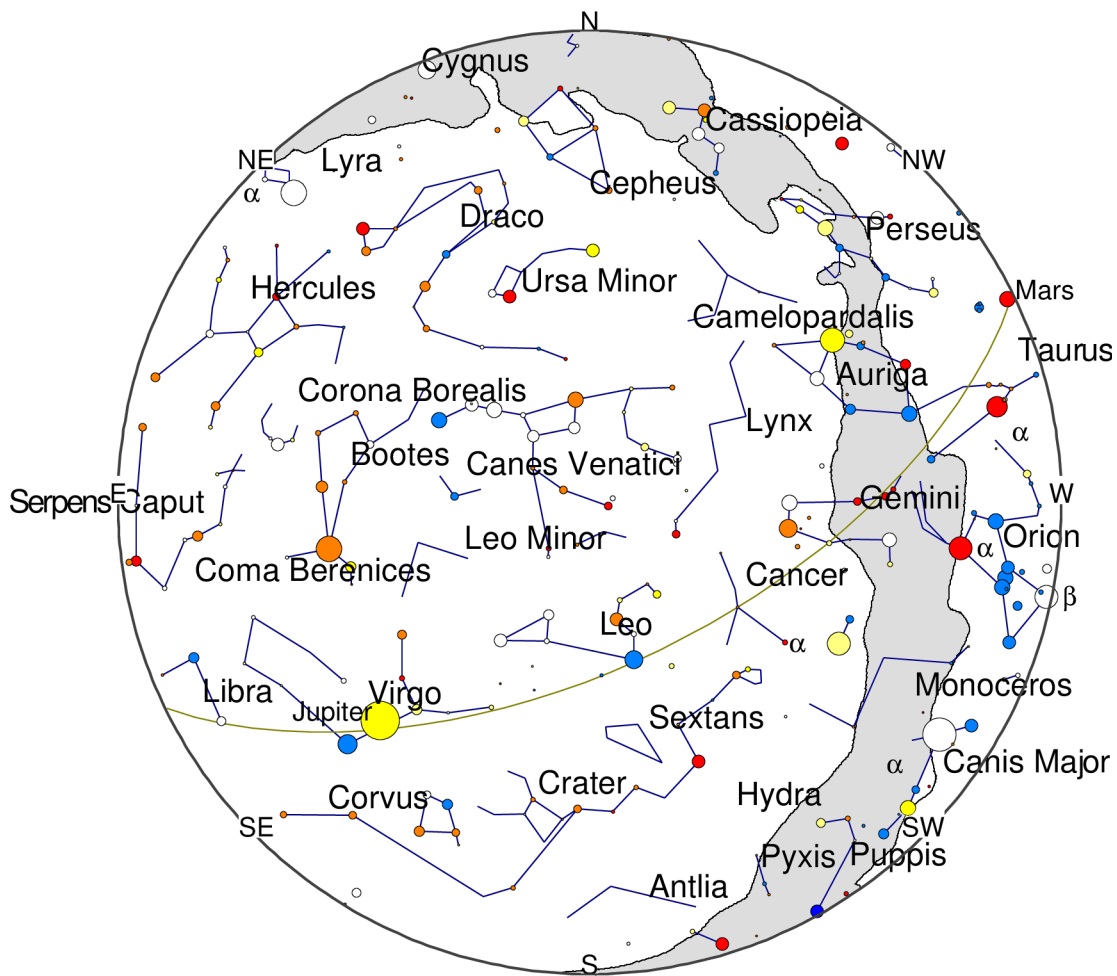 N
Cygnus
Cassiopeia
NE
Lyra
NW
α
Cepheus
Draco
Perseus
Hercules
Ursa Minor
Mars
Camelopardalis
Taurus
Auriga
Corona Borealis
Lynx
α
Bootes
Canes Venatici
E
Serpens Caput
Gemini
W
Leo Minor
Orion
Coma Berenices
Cancer
α
β
Leo
α
Libra
Virgo
Monoceros
Jupiter
Sextans
α
Canis Major
Crater
Corvus
Hydra
SE
SW
Pyxis
Puppis
Antlia
S